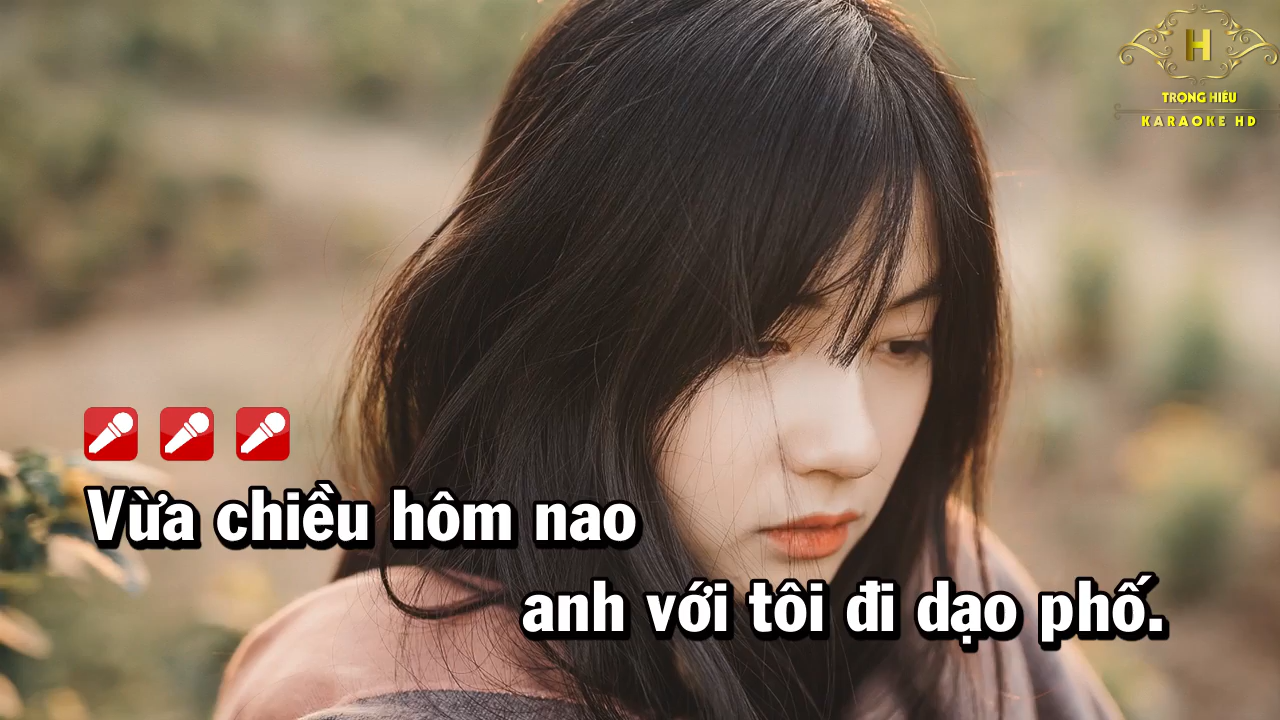 H
TRỌNG HIẾU
KARAOKE HD
Vừa chiều hôm nao
anh với tôi đi dạo phố.